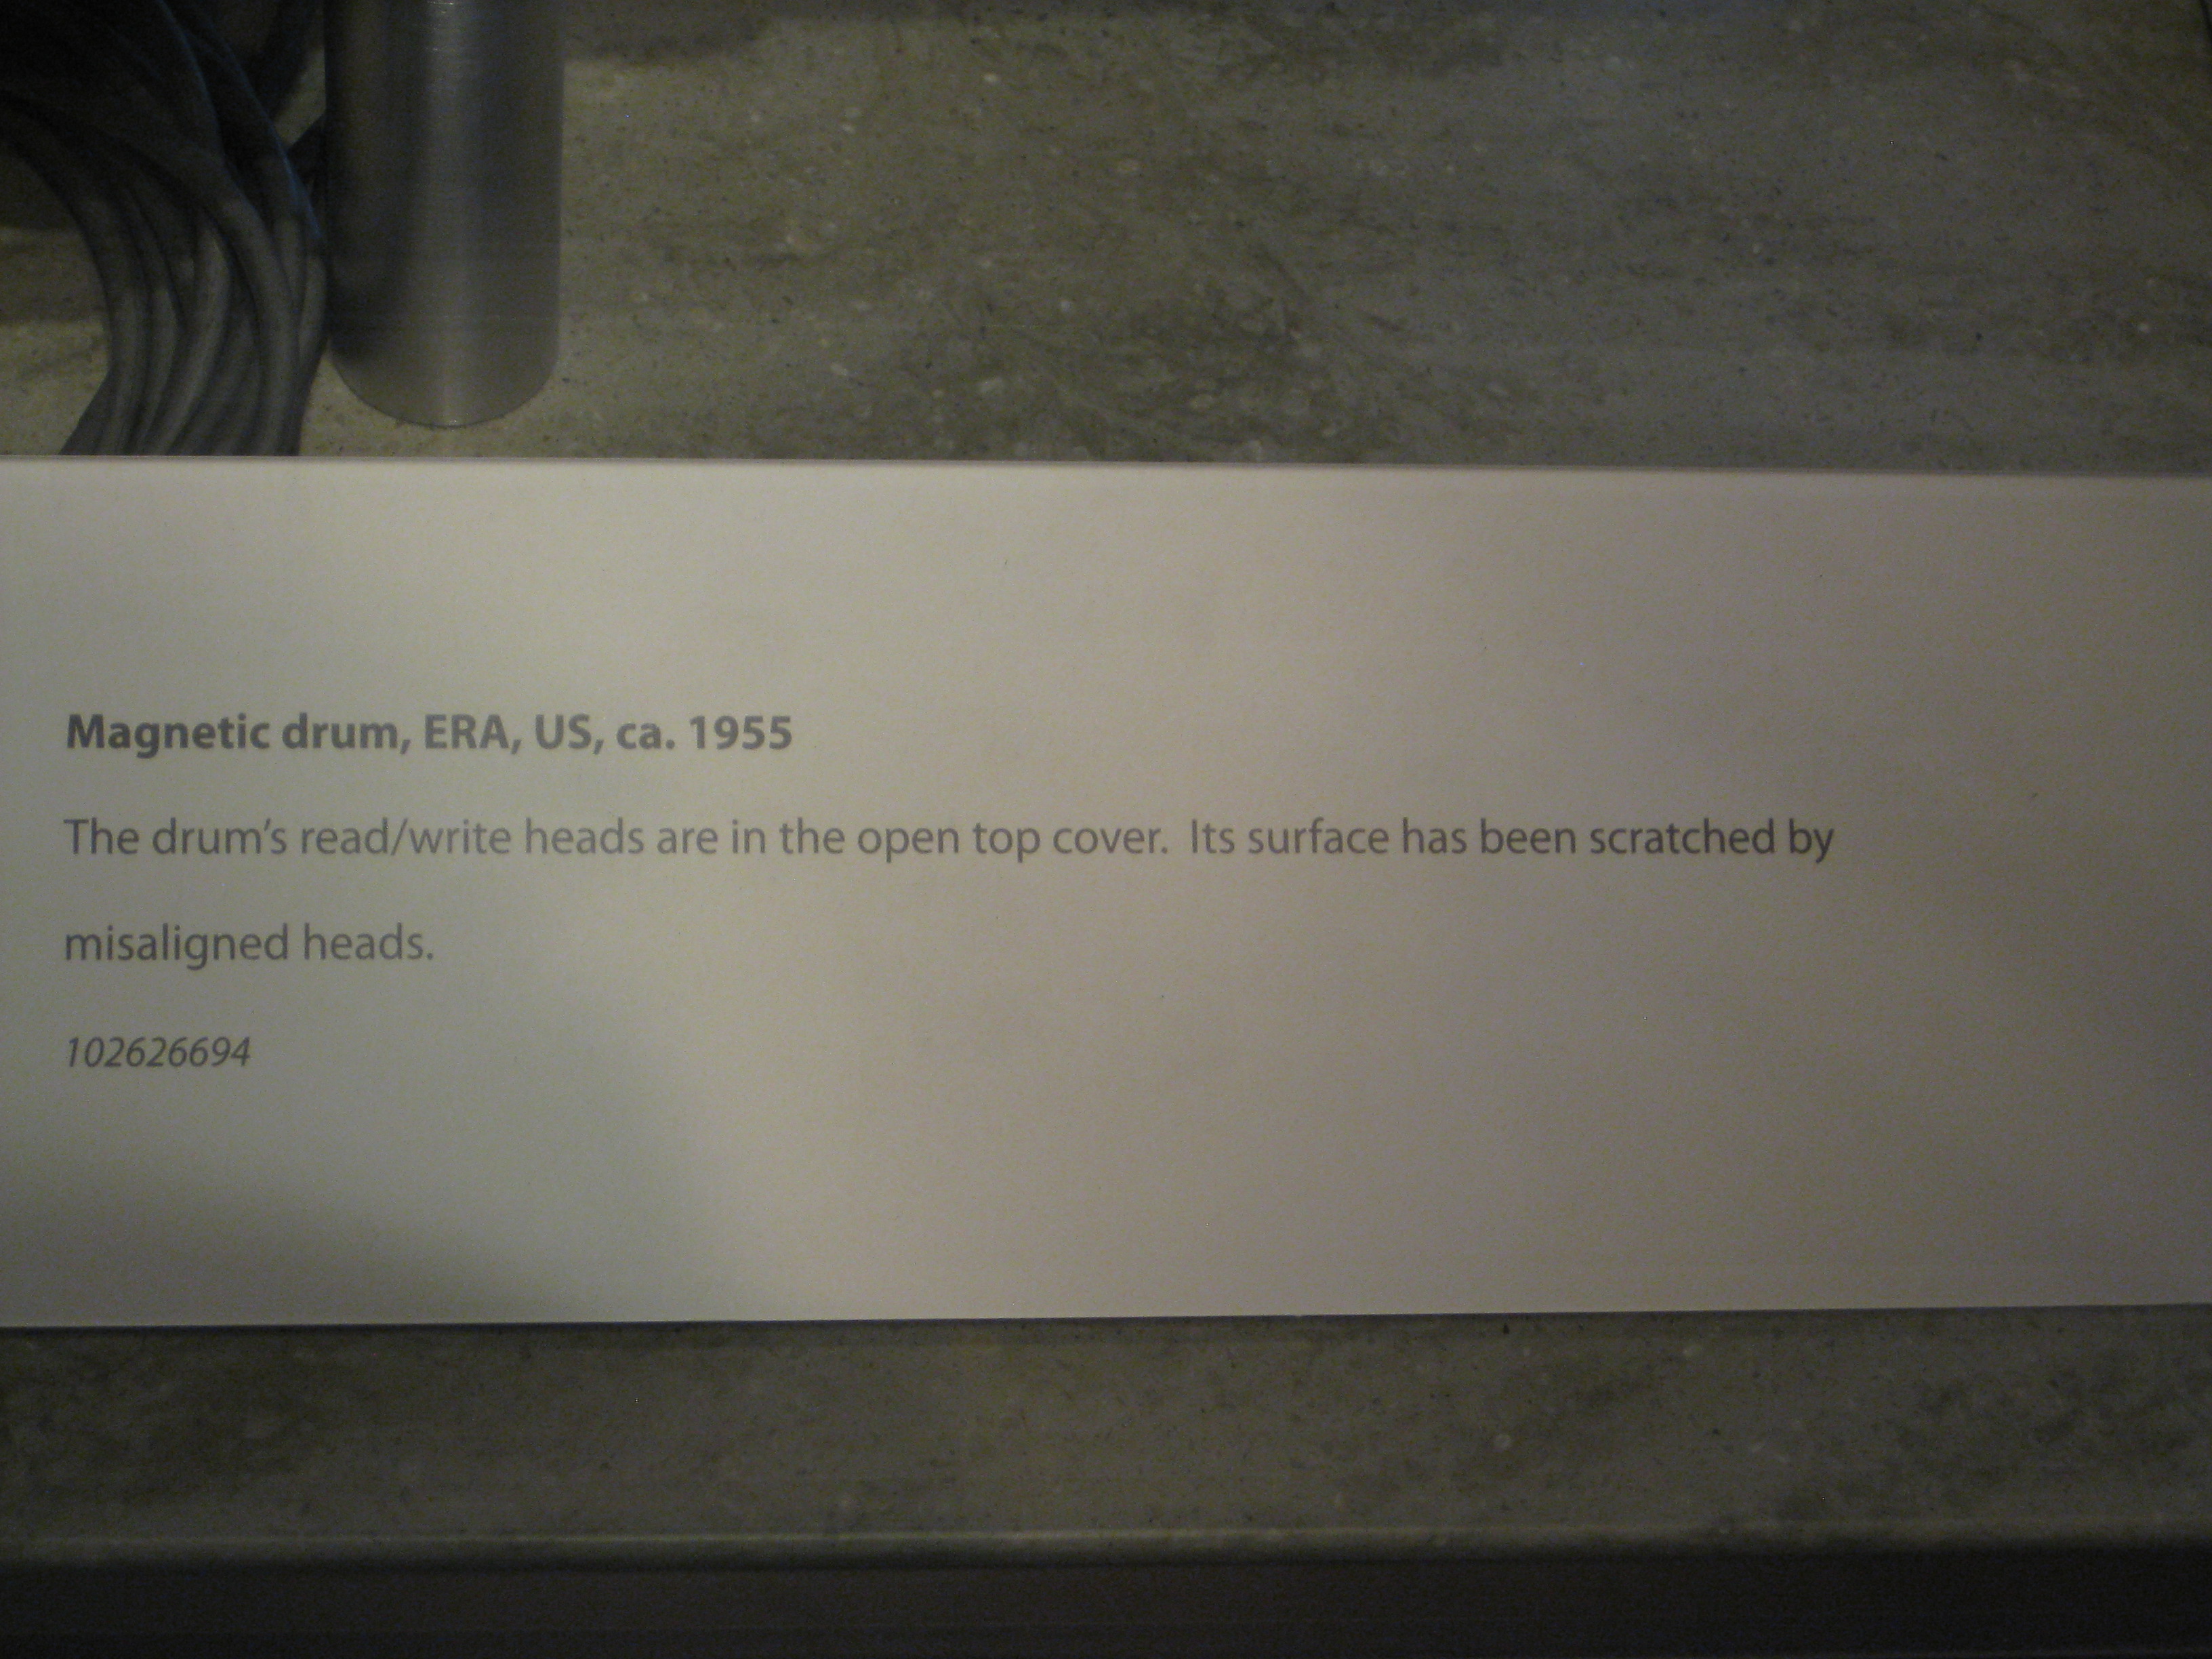 Magnetic drum, ERA, US, ca. 1955
The drum’s read/write heads are in the open top cover.  Its surface has been scratched by
misaligned heads.
102626694